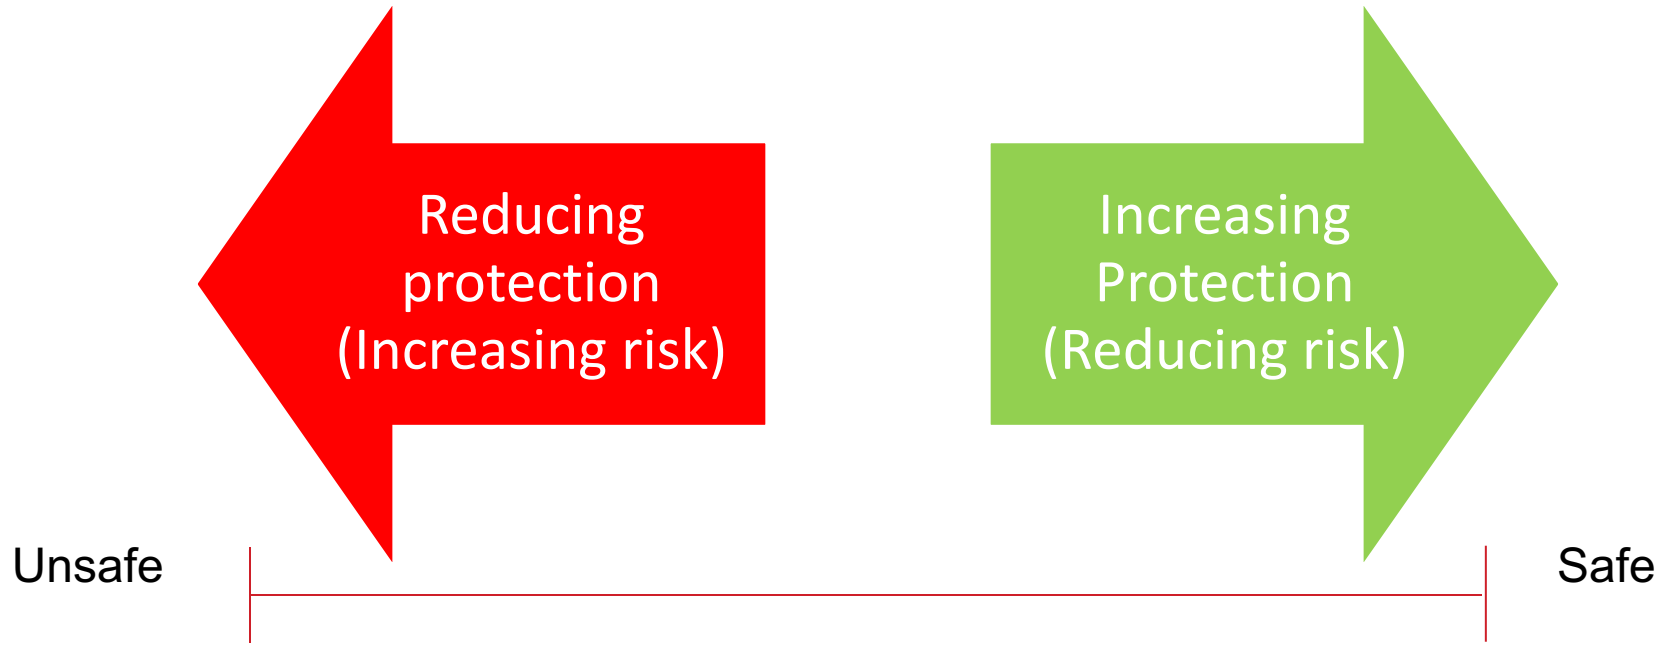 Reducing
protection
(Increasing risk)
Increasing
Protection
(Reducing risk)
Unsafe
Safe